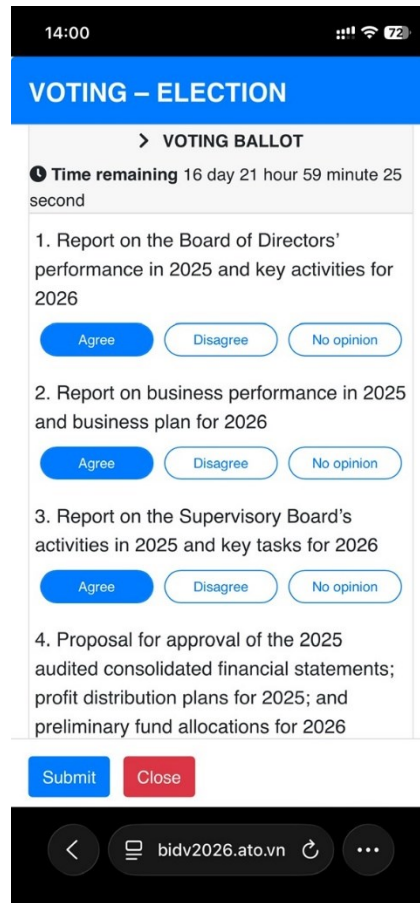 14:00
72
VOTING – ELECTION
VOTING BALLOT
Time remaining 16 day 21 hour 59 minute 25
second
1. Report on the Board of Directors’
performance in 2025 and key activities for
2026
Agree Disagree No opinion
2. Report on business performance in 2025
and business plan for 2026
Agree Disagree No opinion
3. Report on the Supervisory Board’s
activities in 2025 and key tasks for 2026
Agree Disagree No opinion
4. Proposal for approval of the 2025
audited consolidated financial statements;
profit distribution plans for 2025; and
preliminary fund allocations for 2026
Submit Close
bidv2026.ato.vn